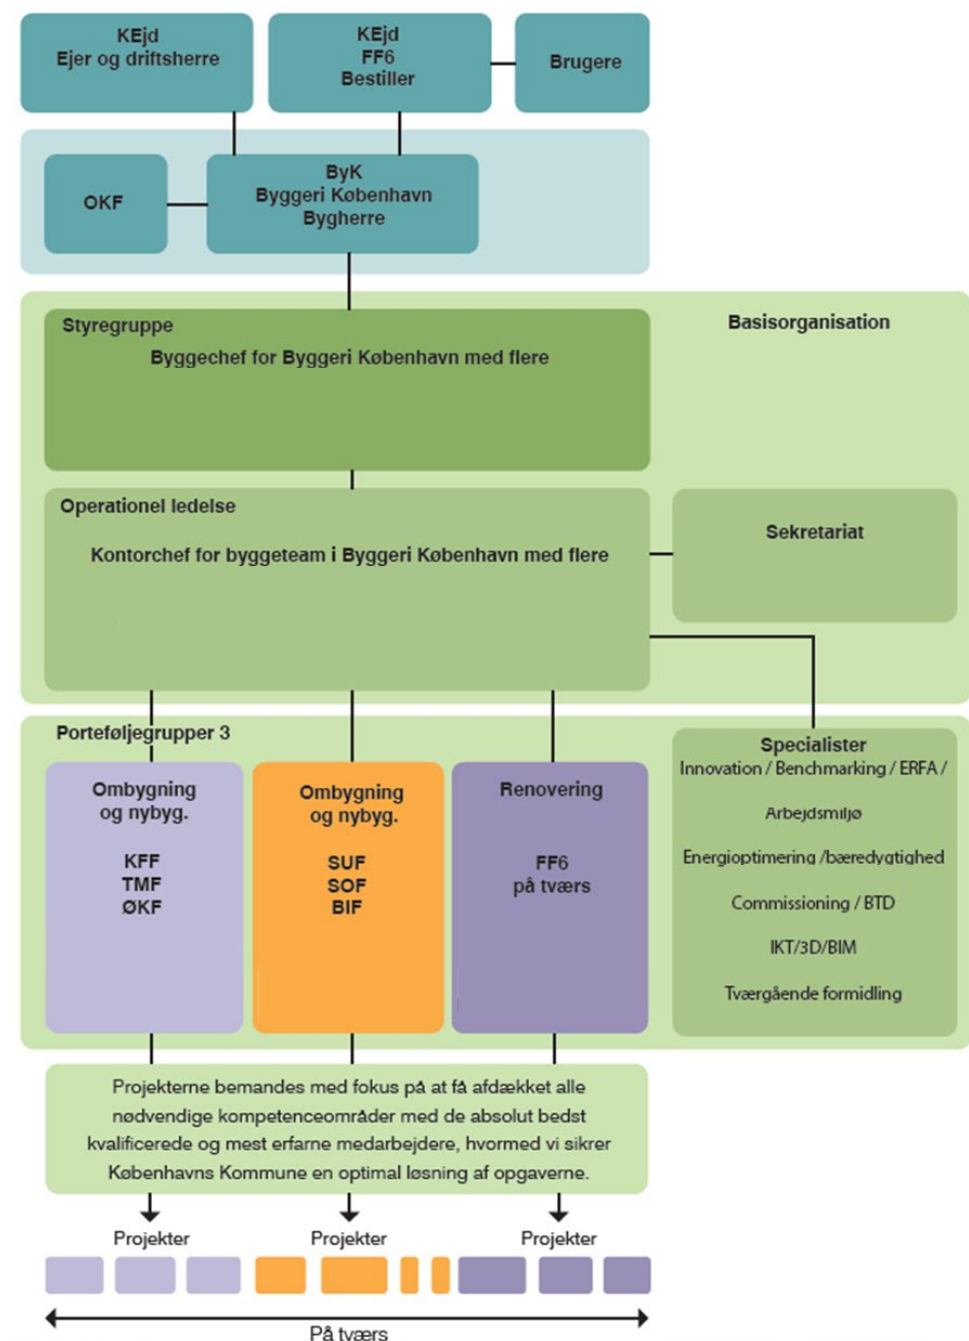 KEjd
Ejer og driftsherre
KEjd
FF6
Bestiller
Brugere
OKF
ByK
Byggeri København
Bygherre
Styregruppe
Basisorganisation
Byggechef for Byggeri København med flere
Operationel ledelse
Kontorchef for byggeteam i Byggeri København med flere
Sekretariat
Porteføljegrupper 3
Ombygning
og nybyg.
KFF
TMF
ØKF
Ombygning
og nybyg.
SUF
SOF
BIF
Renovering
FF6
på tværs
Specialister
Innovation / Benchmarking / ERFA /
Arbejdsmiljø
Energioptimering /bæredygtighed
Commissioning / BTD
IKT/3D/BIM
Tværgående formidling
Projekterne bemandes med fokus på at få afdækket alle
nødvendige kompetenceområder med de absolut bedst
kvalificerede og mest erfarne medarbejdere, hvormed vi sikrer
Københavns Kommune en optimal løsning af opgaverne.
Projekter
Projekter
Projekter
På tværs